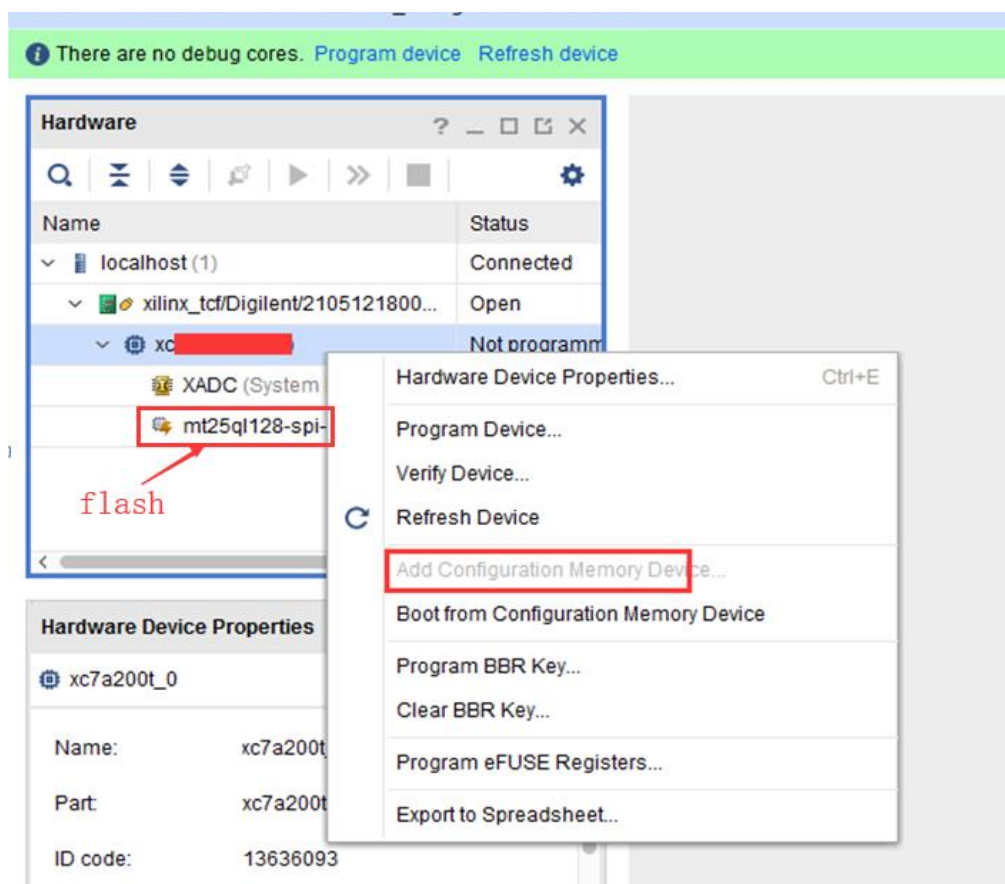 There are no debug cores. Program device Refresh device
Hardware
Name Status
localhost (1) Connected
xilinx_tcf/Digilent/2105121800... Open
xc Not programm
XADC (System
mt25ql128-spi-
flash
Hardware Device Properties... Ctrl+E
Program Device...
Verify Device...
Refresh Device
Add Configuration Memory Device...
Boot from Configuration Memory Device
Program BBR Key...
Clear BBR Key...
Program eFUSE Registers...
Export to Spreadsheet...
Hardware Device Properties
xc7a200t_0
Name: xc7a200t
Part: xc7a200t
ID code: 13636093